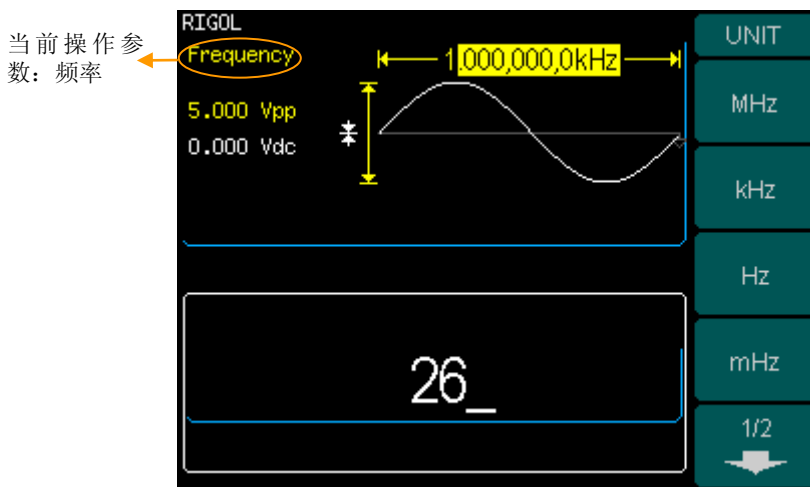 当前操作参
数：频率
RIGOL
Frequency
1,000,000,0kHz
5.000 Vpp
0.000 Vdc
26_
UNIT
MHz
kHz
Hz
mHz
1/2